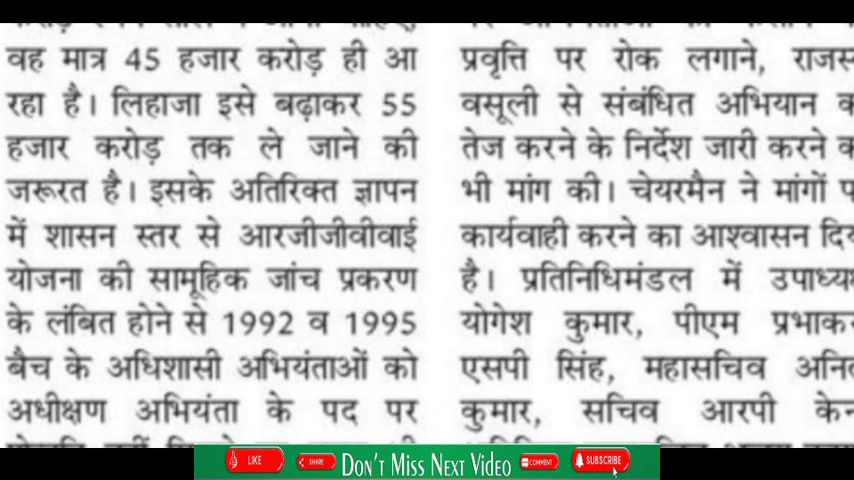 वह मात्र 45 हजार करोड़ ही आ
रहा है। लिहाजा इसे बढ़ाकर 55
हजार करोड़ तक ले जाने की
जरूरत है। इसके अतिरिक्त ज्ञापन
में शासन स्तर से आरजीजीवीवाई
योजना की सामूहिक जांच प्रकरण
के लंबित होने से 1992 व 1995
बैच के अधिशासी अभियंताओं को
अधीक्षण अभियंता के पद पर
प्रवृत्ति पर रोक लगाने,
वसूली से संबंधित अभियान
तेज करने के निर्देश जारी करने
भी मांग की। चेयरमैन ने मांगों
कार्यवाही करने का आश्वासन
है। प्रतिनिधिमंडल में
योगेश कुमार, पीएम
एसपी सिंह, महासचिव
कुमार, सचिव आरपी
LIKE
SHARE
DON'T MISS NEXT VIDEO
COMMENT
SUBSCRIBE